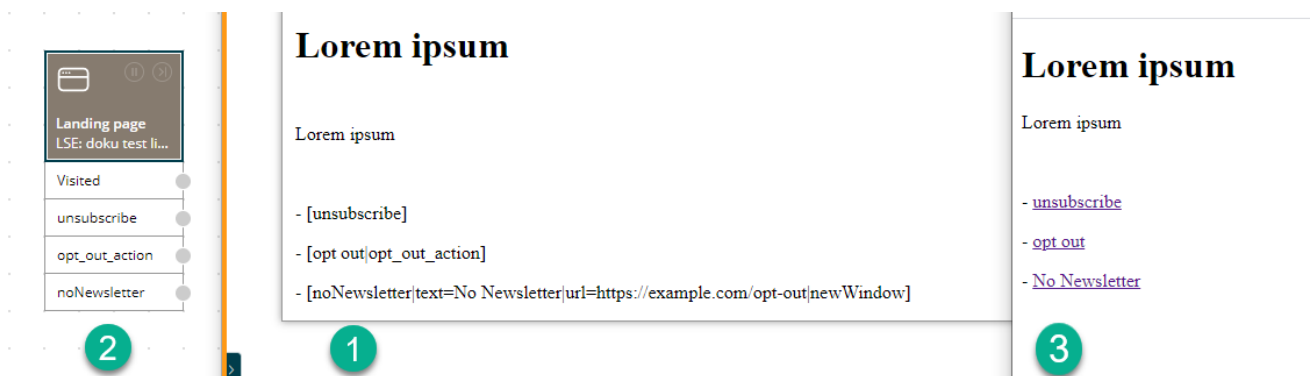 Landing page
LSE: doku test li...
Visited
unsubscribe
opt_out_action
noNewsletter
2
Lorem ipsum
Lorem ipsum
- [unsubscribe]
- [opt out|opt_out_action]
- [noNewsletter|text=No Newsletter|url=https://example.com/opt-out|newWindow]
1
Lorem ipsum
Lorem ipsum
- unsubscribe
- opt out
- No Newsletter
3